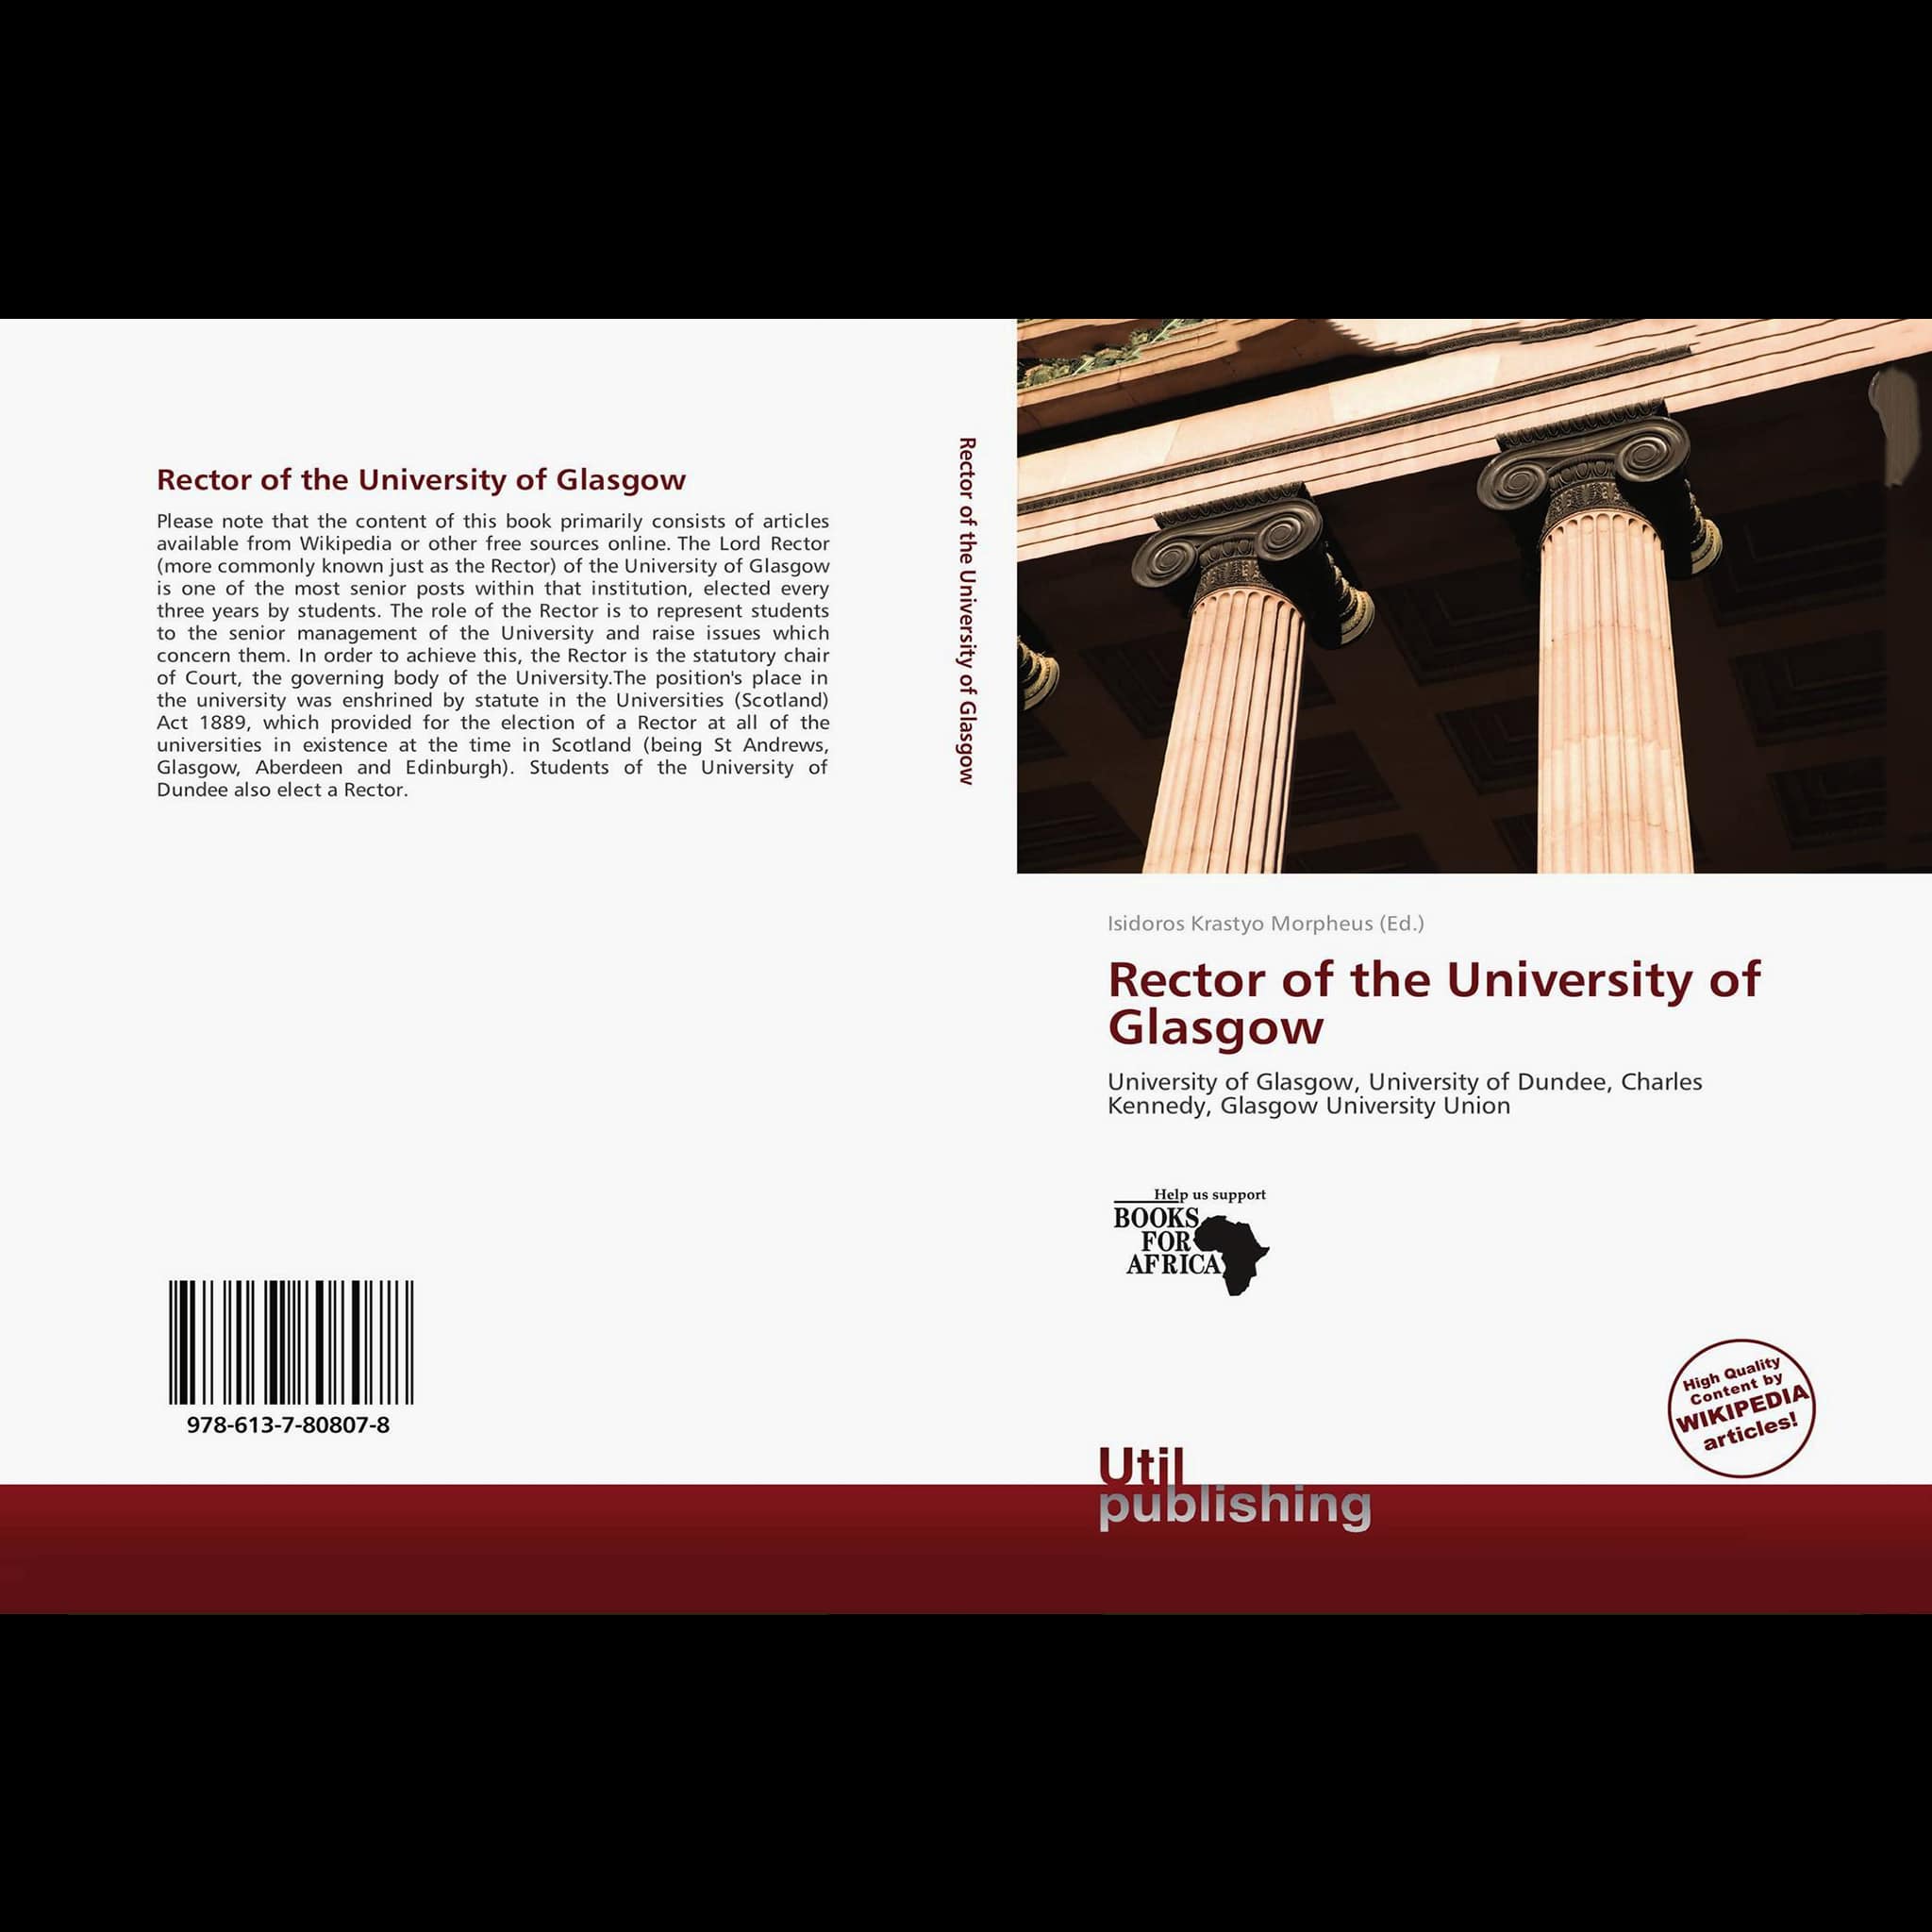 Rector of the University of Glasgow
Please note that the content of this book primarily consists of articles
available from Wikipedia or other free sources online. The Lord Rector
(more commonly known just as the Rector) of the University of Glasgow
is one of the most senior posts within that institution, elected every
three years by students. The role of the Rector is to represent students
to the senior management of the University and raise issues which
concern them. In order to achieve this, the Rector is the statutory chair
of Court, the governing body of the University.The position's place in
the university was enshrined by statute in the Universities (Scotland)
Act 1889, which provided for the election of a Rector at all of the
universities in existence at the time in Scotland (being St Andrews,
Glasgow, Aberdeen and Edinburgh). Students of the University of
Dundee also elect a Rector.
978-613-7-80807-8
Rector of the University of Glasgow
Isidoros Krastyo Morpheus (Ed.)
Rector of the University of
Glasgow
University of Glasgow, University of Dundee, Charles
Kennedy, Glasgow University Union
Help us support
BOOKS
FOR
AFRICA
High Quality
Content by
WIKIPEDIA
articles!
Util
publishing